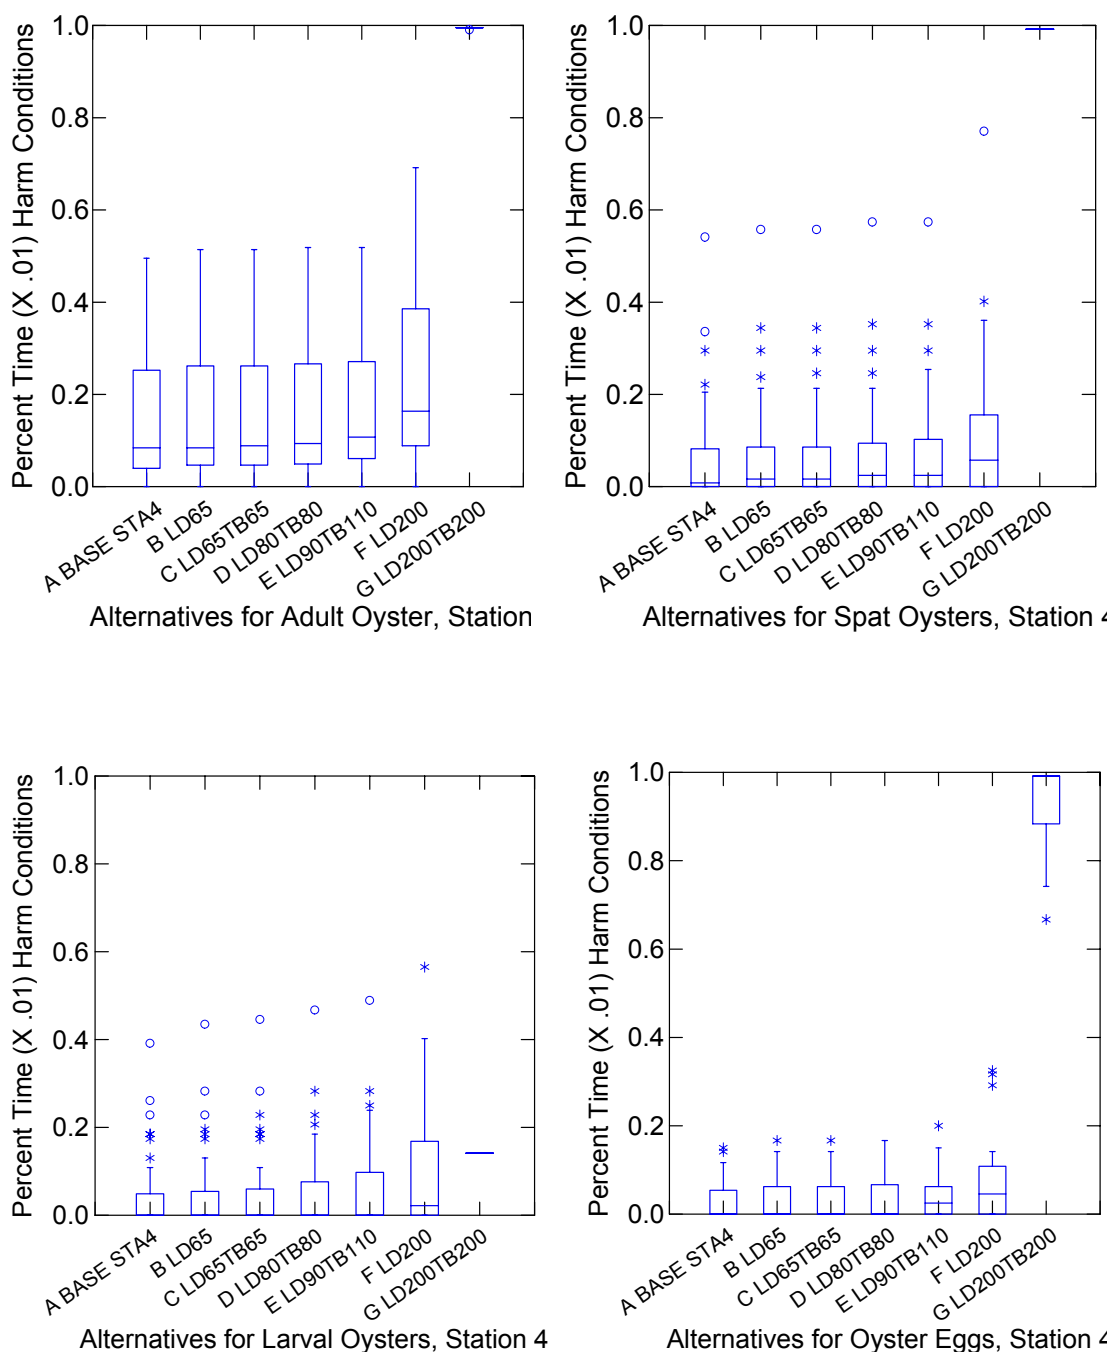 Percent Time (X .01) Harm Conditions
1.0
0.8
0.6
0.4
0.2
0.0
A BASE STA4
B LD65
C LD65TB65
D LD80TB80
E LD90TB110
F LD200
G LD200TB200
Alternatives for Adult Oyster, Station
Percent Time (X .01) Harm Conditions
1.0
0.8
0.6
0.4
0.2
0.0
A BASE STA4
B LD65
C LD65TB65
D LD80TB80
E LD90TB110
F LD200
G LD200TB200
Alternatives for Spat Oysters, Station 4
Percent Time (X .01) Harm Conditions
1.0
0.8
0.6
0.4
0.2
0.0
A BASE STA4
B LD65
C LD65TB65
D LD80TB80
E LD90TB110
F LD200
G LD200TB200
Alternatives for Larval Oysters, Station 4
Percent Time (X .01) Harm Conditions
1.0
0.8
0.6
0.4
0.2
0.0
A BASE STA4
B LD65
C LD65TB65
D LD80TB80
E LD90TB110
F LD200
G LD200TB200
Alternatives for Oyster Eggs, Station 4